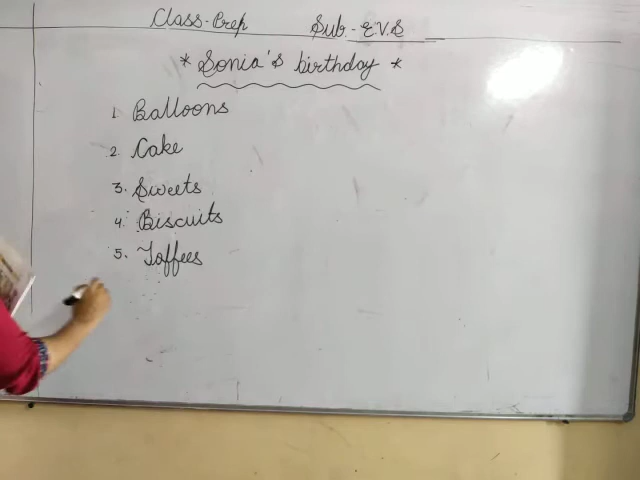 Class-Prep Sub.-E.V.S
* Sonia's birthday *
1. Balloons
2. Cake
3. Sweets
4. Biscuits
5. Toffees